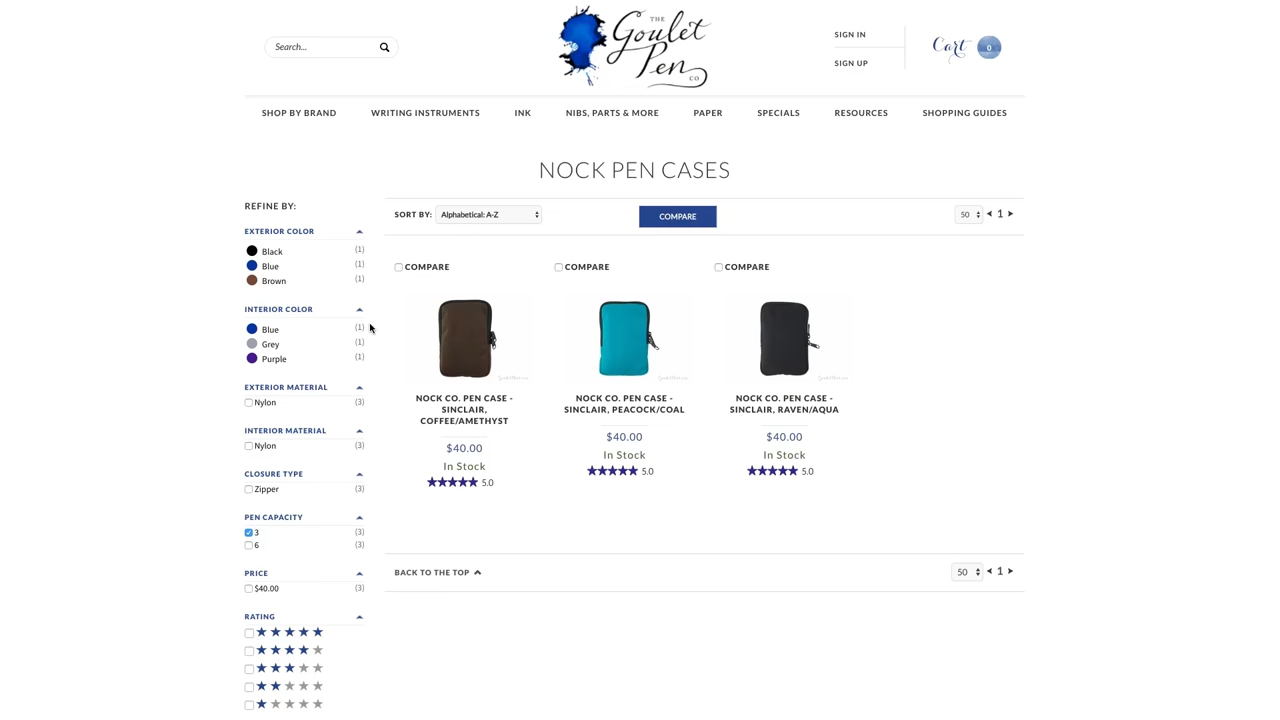 Search...
THE
Goulet
Pen
CO
SIGN IN
SIGN UP
Cart
0
SHOP BY BRAND
WRITING INSTRUMENTS
INK
NIBS, PARTS & MORE
PAPER
SPECIALS
RESOURCES
SHOPPING GUIDES
NOCK PEN CASES
REFINE BY:
EXTERIOR COLOR
Black (1)
Blue (1)
Brown (1)
INTERIOR COLOR
Blue (1)
Grey (1)
Purple (1)
EXTERIOR MATERIAL
Nylon (3)
INTERIOR MATERIAL
Nylon (3)
CLOSURE TYPE
Zipper (3)
PEN CAPACITY
3 (3)
6 (3)
PRICE
$40.00 (3)
RATING
SORT BY: Alphabetical: A-Z
COMPARE
50 1
COMPARE
NOCK CO. PEN CASE -
SINCLAIR,
COFFEE/AMETHYST
$40.00
In Stock
5.0
COMPARE
NOCK CO. PEN CASE -
SINCLAIR, PEACOCK/COAL
$40.00
In Stock
5.0
COMPARE
NOCK CO. PEN CASE -
SINCLAIR, RAVEN/AQUA
$40.00
In Stock
5.0
BACK TO THE TOP
50 1